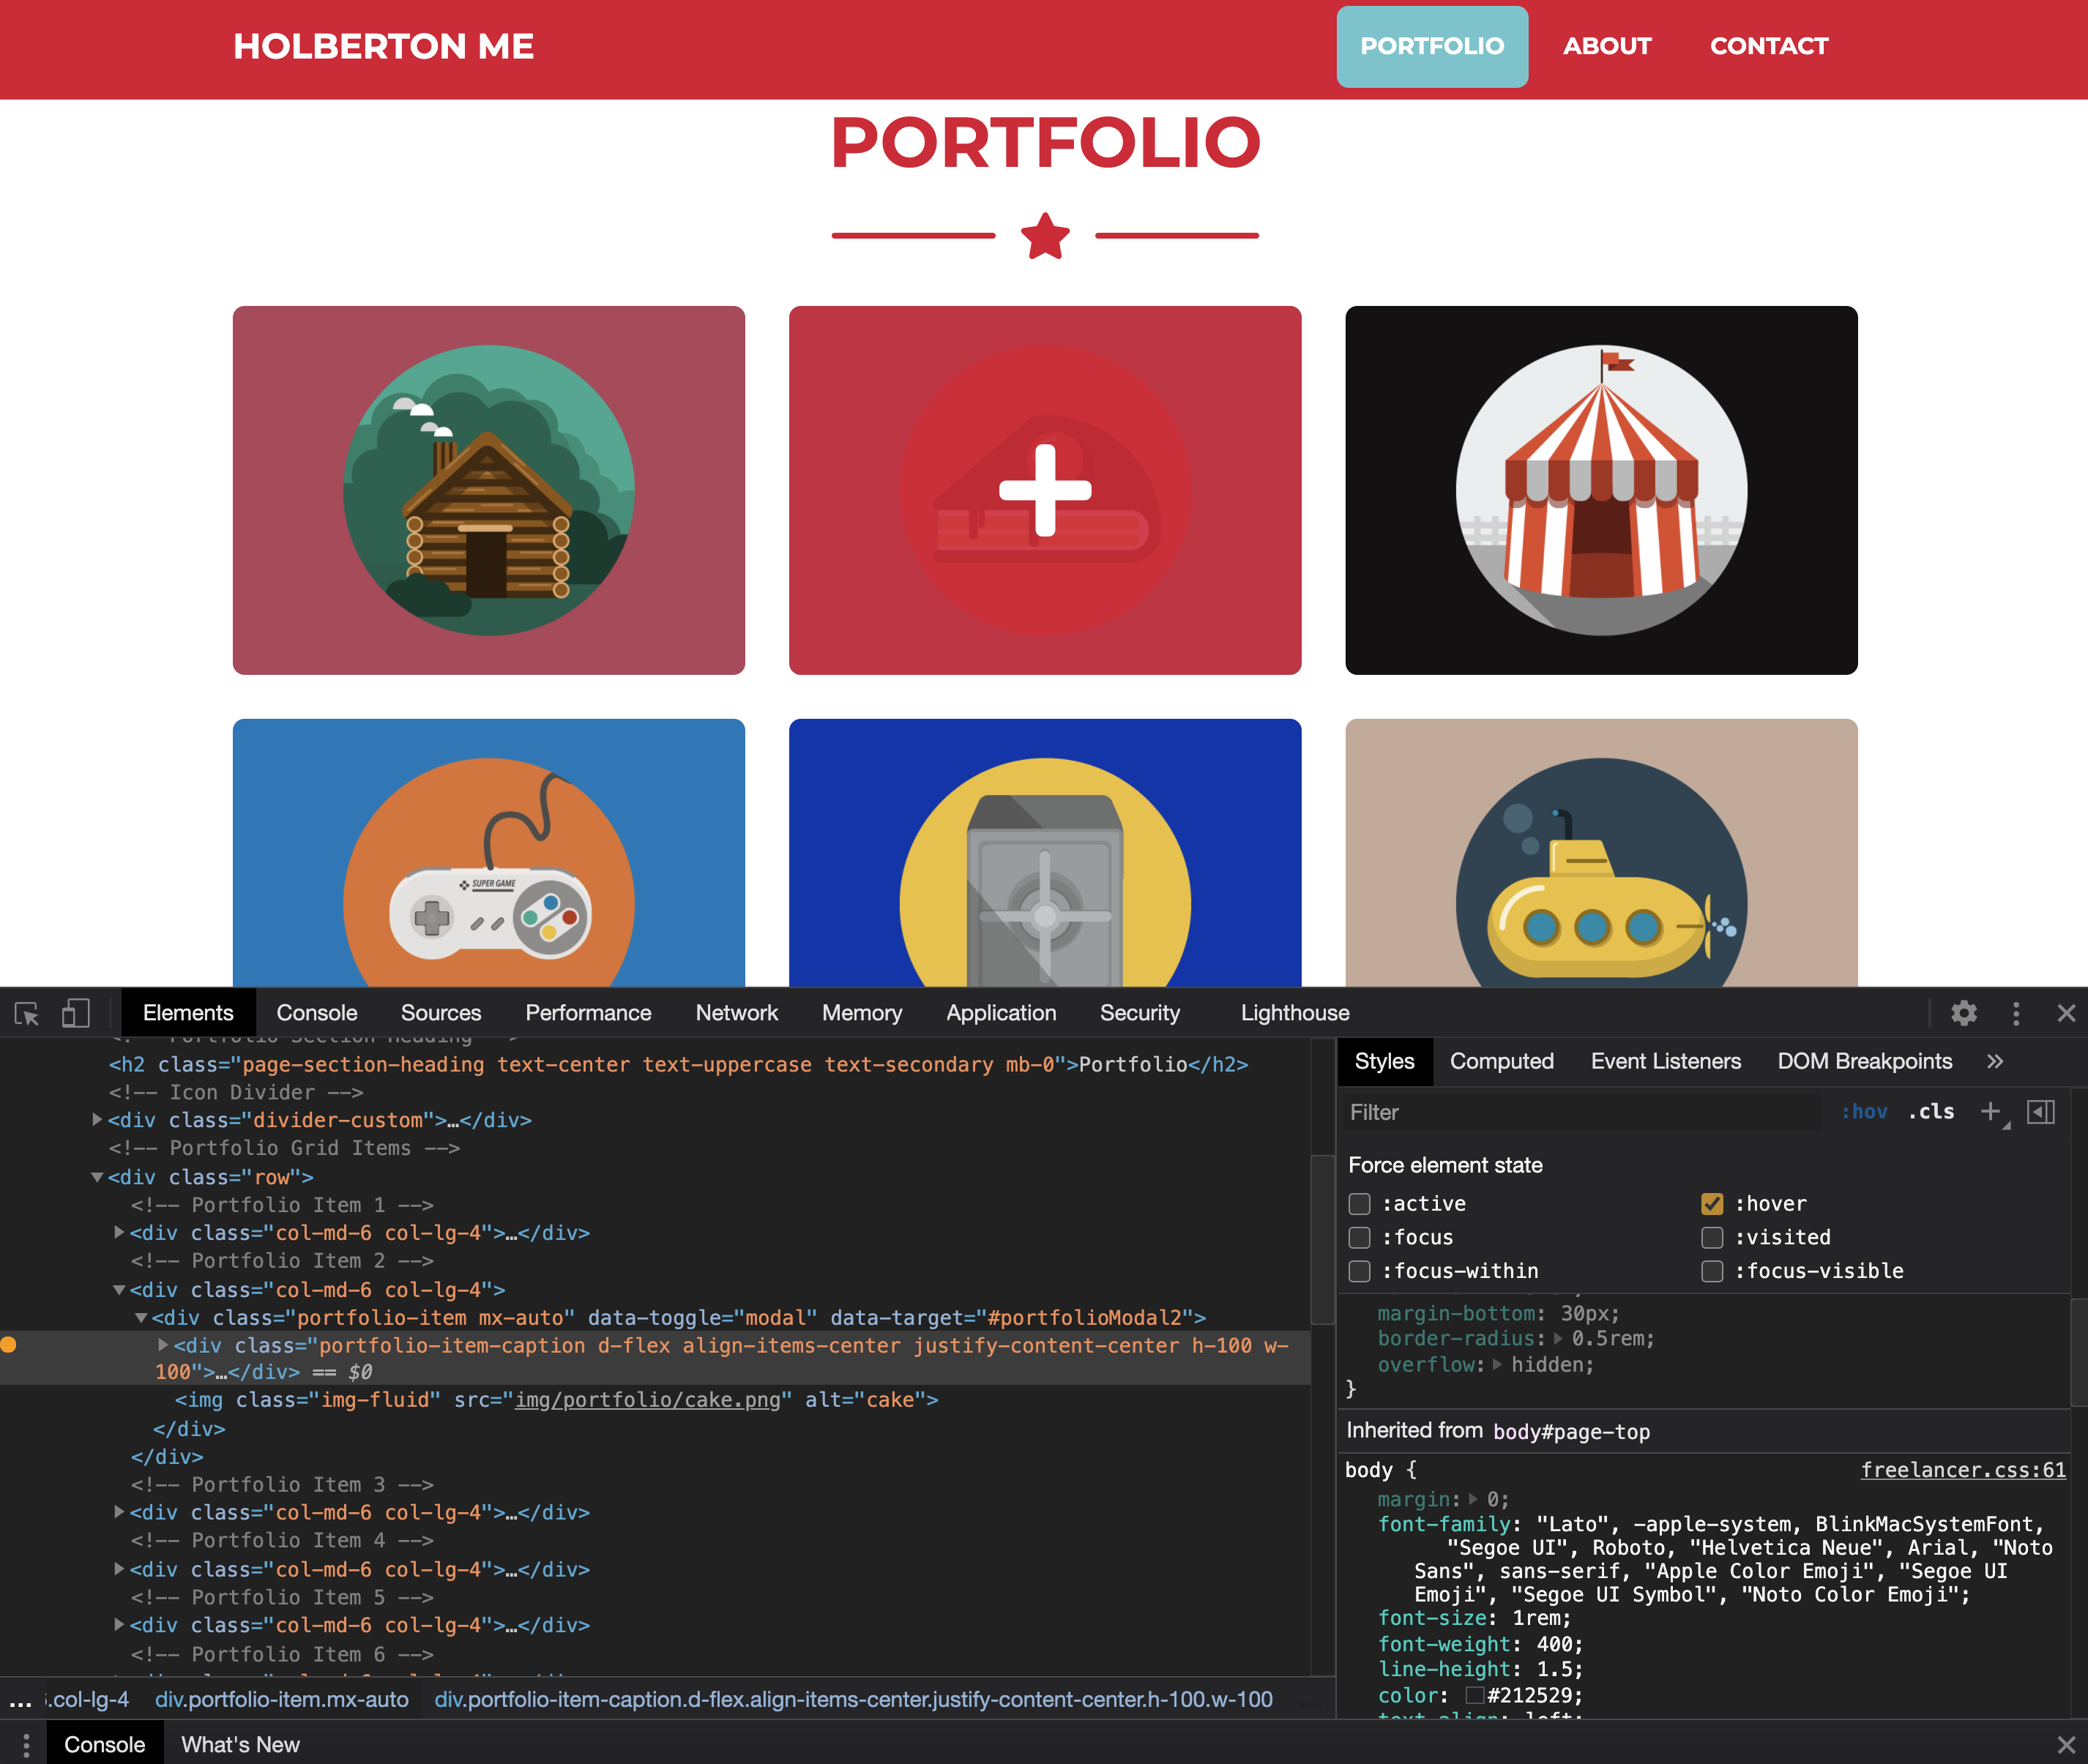 HOLBERTON ME
PORTFOLIO
ABOUT
CONTACT
PORTFOLIO
SUPER GAME
Elements
Console
Sources
Performance
Network
Memory
Application
Security
Lighthouse
<!-- Portfolio Section Heading -->
<h2 class="page-section-heading text-center text-uppercase text-secondary mb-0">Portfolio</h2>
<!-- Icon Divider -->
<div class="divider-custom">…</div>
<!-- Portfolio Grid Items -->
<div class="row">
<!-- Portfolio Item 1 -->
<div class="col-md-6 col-lg-4">…</div>
<!-- Portfolio Item 2 -->
<div class="col-md-6 col-lg-4">
<div class="portfolio-item mx-auto" data-toggle="modal" data-target="#portfolioModal2">
<div class="portfolio-item-caption d-flex align-items-center justify-content-center h-100 w-
100">…</div> == $0
<img class="img-fluid" src="img/portfolio/cake.png" alt="cake">
</div>
</div>
<!-- Portfolio Item 3 -->
<div class="col-md-6 col-lg-4">…</div>
<!-- Portfolio Item 4 -->
<div class="col-md-6 col-lg-4">…</div>
<!-- Portfolio Item 5 -->
<div class="col-md-6 col-lg-4">…</div>
<!-- Portfolio Item 6 -->
... .col-lg-4 div.portfolio-item.mx-auto div.portfolio-item-caption.d-flex.align-items-center.justify-content-center.h-100.w-100 ...
Styles
Computed
Event Listeners
DOM Breakpoints
Filter
:hov .cls
Force element state
:active
:hover
:focus
:visited
:focus-within
:focus-visible
margin-bottom: 30px;
border-radius: 0.5rem;
overflow: hidden;
}
Inherited from body#page-top
body { freelancer.css:61
margin: 0;
font-family: "Lato", -apple-system, BlinkMacSystemFont,
"Segoe UI", Roboto, "Helvetica Neue", Arial, "Noto
Sans", sans-serif, "Apple Color Emoji", "Segoe UI
Emoji", "Segoe UI Symbol", "Noto Color Emoji";
font-size: 1rem;
font-weight: 400;
line-height: 1.5;
color: #212529;
text-align: left;
Console
What's New